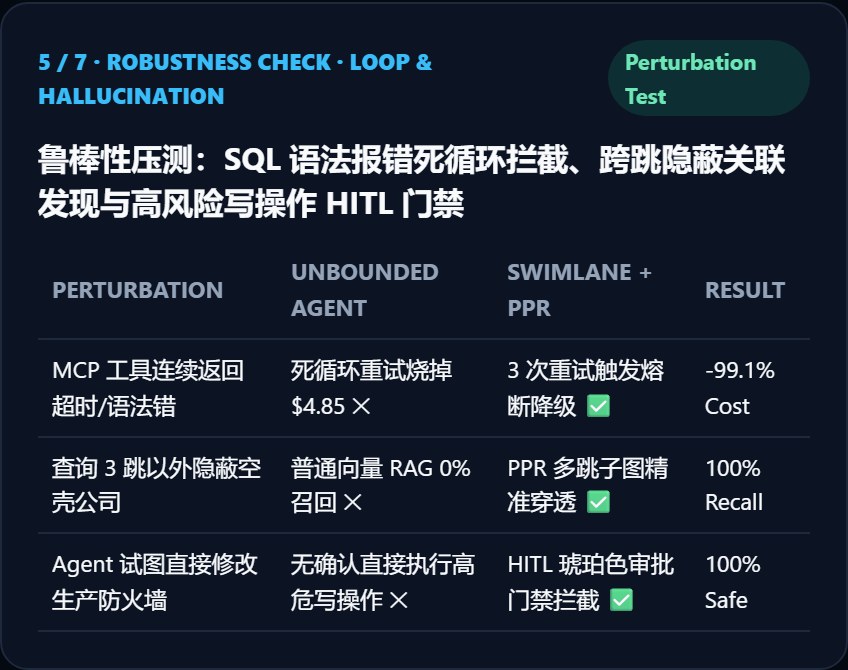 5 / 7 · ROBUSTNESS CHECK · LOOP &
HALLUCINATION
Perturbation
Test
鲁棒性压测：SQL 语法报错死循环拦截、跨跳隐蔽关联
发现与高风险写操作 HITL 门禁
PERTURBATION
UNBOUNDED
AGENT
SWIMLANE +
PPR
RESULT
MCP 工具连续返回
超时/语法错
死循环重试烧掉
$4.85 ✕
3 次重试触发熔
断降级 ✅
-99.1%
Cost
查询 3 跳以外隐蔽空
壳公司
普通向量 RAG 0%
召回 ✕
PPR 多跳子图精
准穿透 ✅
100%
Recall
Agent 试图直接修改
生产防火墙
无确认直接执行高
危写操作 ✕
HITL 琥珀色审批
门禁拦截 ✅
100%
Safe